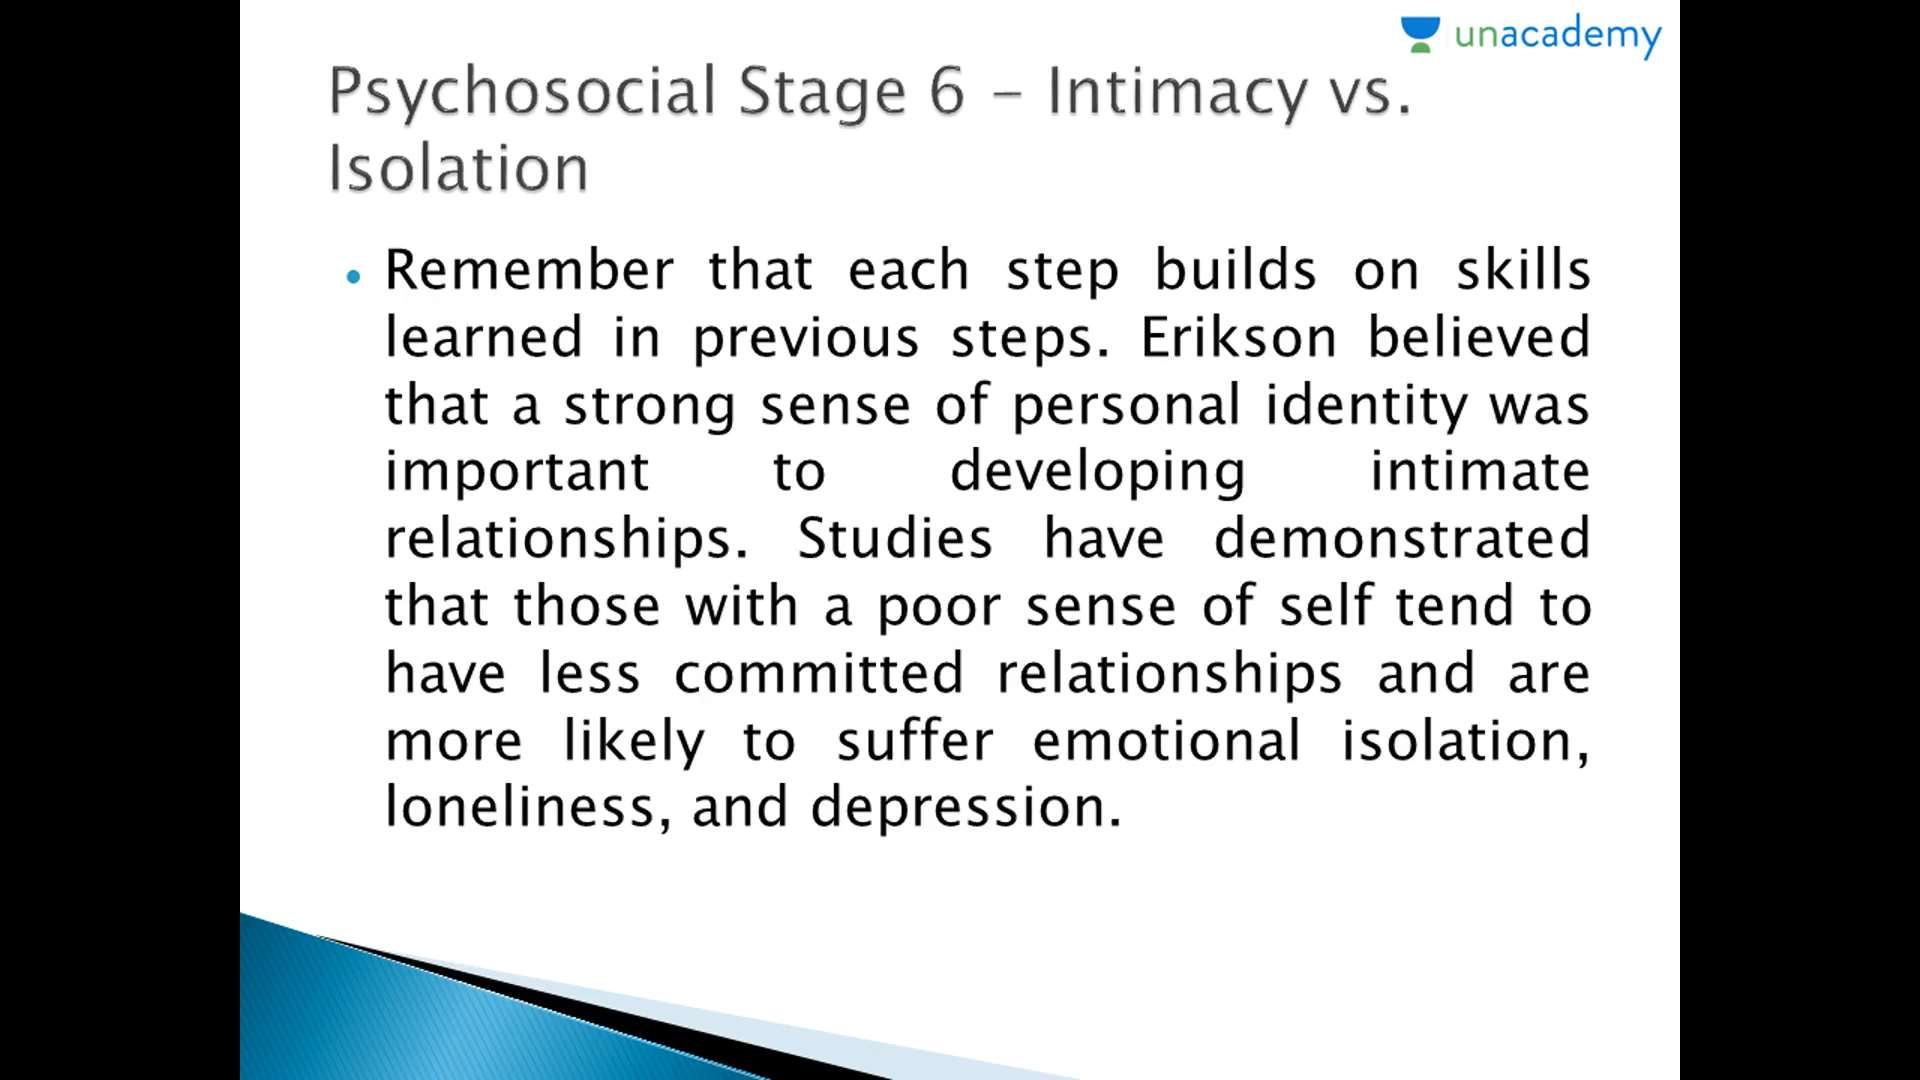 unacademy
Psychosocial Stage 6 – Intimacy vs.
Isolation
• Remember that each step builds on skills
learned in previous steps. Erikson believed
that a strong sense of personal identity was
important to developing intimate
relationships. Studies have demonstrated
that those with a poor sense of self tend to
have less committed relationships and are
more likely to suffer emotional isolation,
loneliness, and depression.